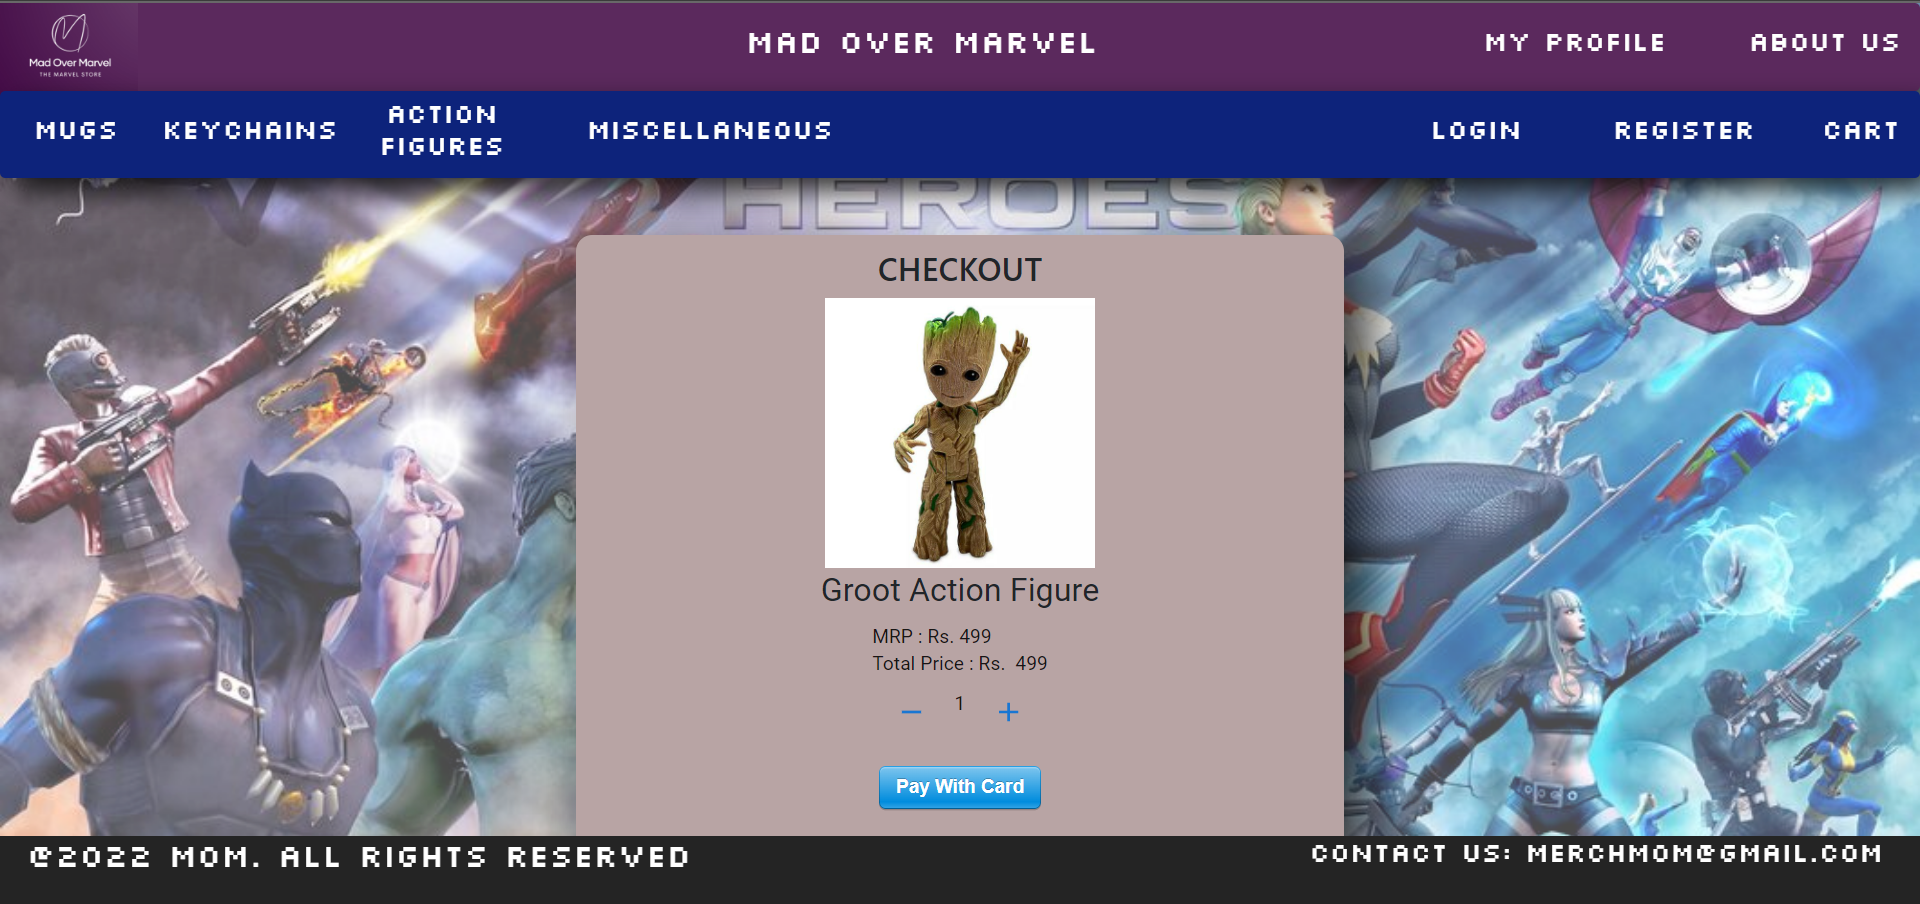 Mad Over Marvel
THE MARVEL STORE
MAD OVER MARVEL
MY PROFILE
ABOUT US
MUGS
KEYCHAINS
ACTION
FIGURES
MISCELLANEOUS
LOGIN
REGISTER
CART
HEROES
CHECKOUT
Groot Action Figure
MRP : Rs. 499
Total Price : Rs. 499
− 1 +
Pay With Card
@2022 MOM. ALL RIGHTS RESERVED
CONTACT US: MERCHMOM@GMAIL.COM